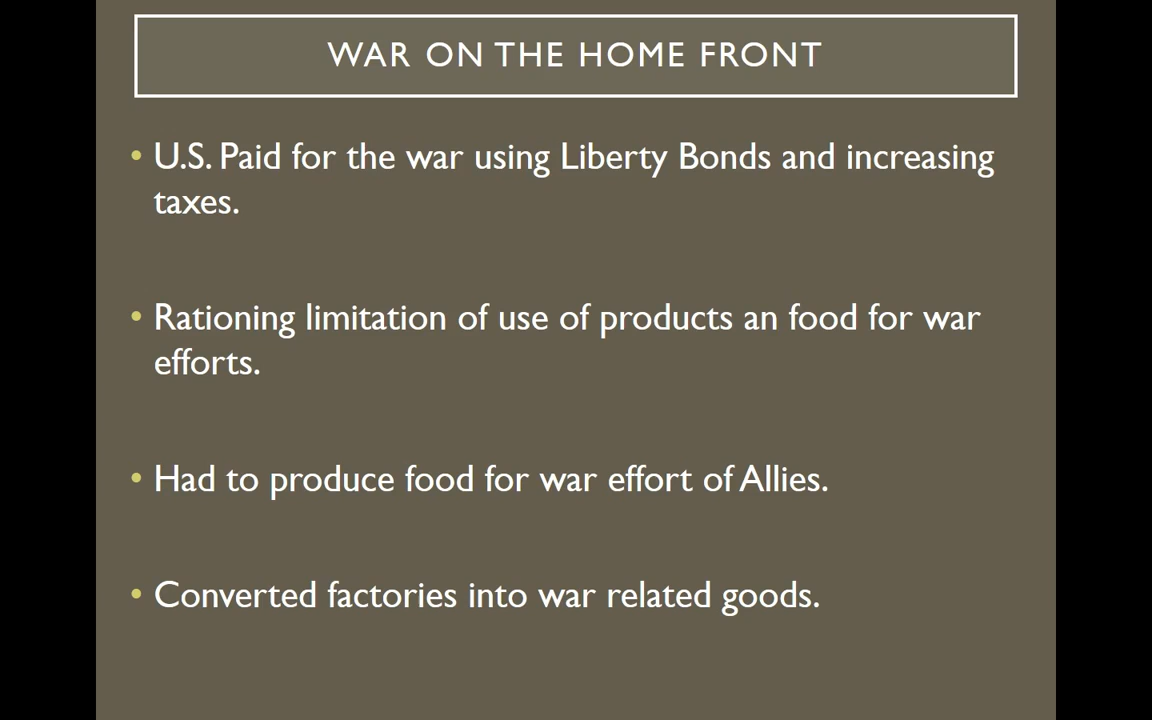 WAR ON THE HOME FRONT
• U.S. Paid for the war using Liberty Bonds and increasing
taxes.
• Rationing limitation of use of products an food for war
efforts.
• Had to produce food for war effort of Allies.
• Converted factories into war related goods.